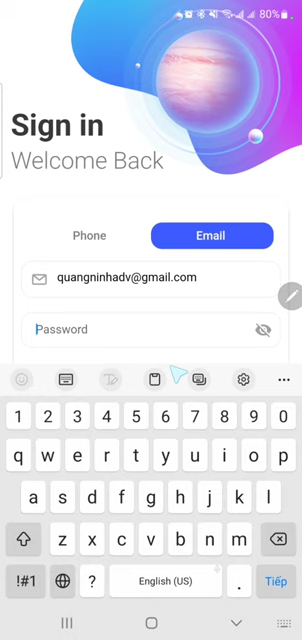 80%
Sign in
Welcome Back
Phone Email
quangninhadv@gmail.com
Password
1 2 3 4 5 6 7 8 9 0
q w e r t y u i o p
a s d f g h j k l
z x c v b n m
!#1 ? English (US) . Tiếp